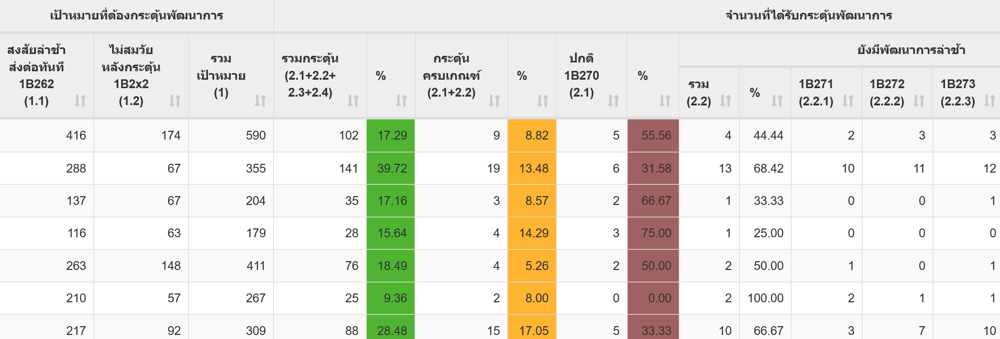 เป้าหมายที่ต้องกระตุ้นพัฒนาการ จำนวนที่ได้รับกระตุ้นพัฒนาการ
สงสัยล่าช้า
ส่งต่อทันที
1B262
(1.1)
ไม่สมวัย
หลังกระตุ้น
1B2x2
(1.2)
รวม
เป้าหมาย
(1)
รวมกระตุ้น
(2.1+2.2+
2.3+2.4)
%
กระตุ้น
ครบเกณฑ์
(2.1+2.2)
%
ปกติ
1B270
(2.1)
%
ยังมีพัฒนาการล่าช้า
รวม
(2.2)
%
1B271
(2.2.1)
1B272
(2.2.2)
1B273
(2.2.3)
416 174 590 102 17.29 9 8.82 5 55.56 4 44.44 2 3 3
288 67 355 141 39.72 19 13.48 6 31.58 13 68.42 10 11 12
137 67 204 35 17.16 3 8.57 2 66.67 1 33.33 0 0 1
116 63 179 28 15.64 4 14.29 3 75.00 1 25.00 0 0 0
263 148 411 76 18.49 4 5.26 2 50.00 2 50.00 1 0 1
210 57 267 25 9.36 2 8.00 0 0.00 2 100.00 2 1 1
217 92 309 88 28.48 15 17.05 5 33.33 10 66.67 3 7 10